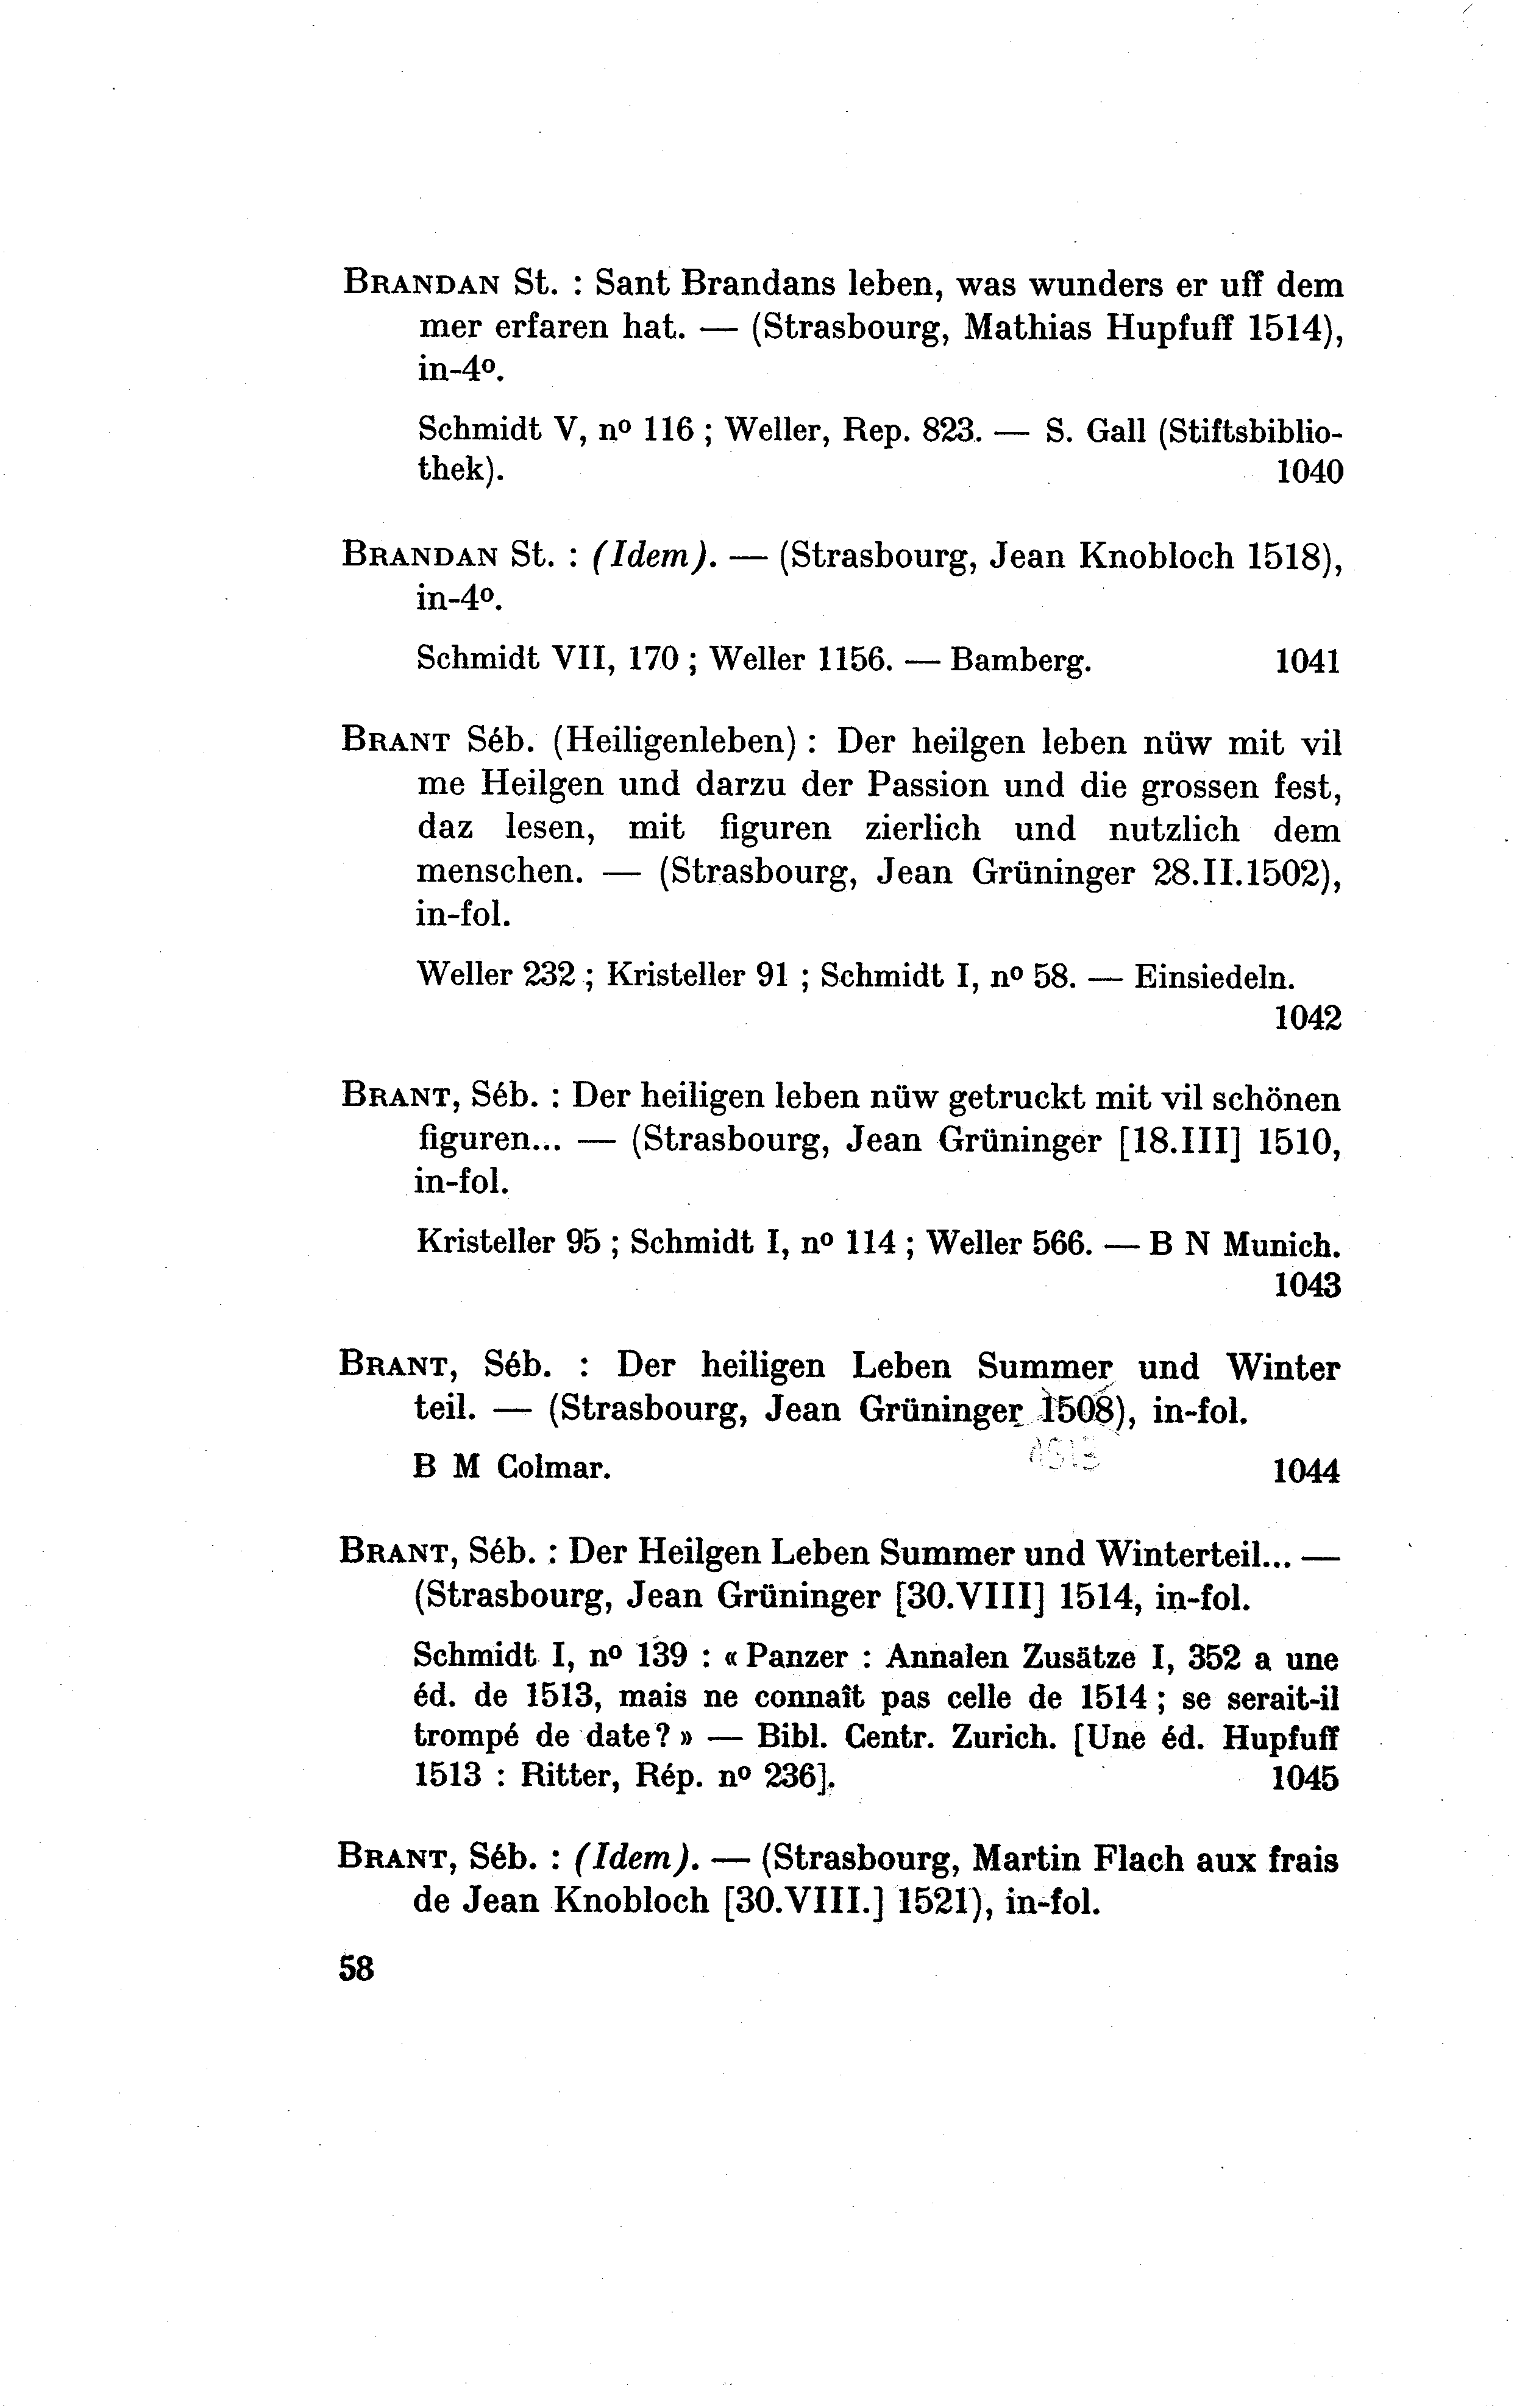 BRANDAN St. : Sant Brandans leben, was wunders er uff dem
mer erfaren hat. — (Strasbourg, Mathias Hupfuff 1514),
in-4º.
Schmidt V, nº 116 ; Weller, Rep. 823. — S. Gall (Stiftsbiblio-
thek). 1040
BRANDAN St. : (Idem). — (Strasbourg, Jean Knobloch 1518),
in-4º.
Schmidt VII, 170 ; Weller 1156. — Bamberg. 1041
BRANT Séb. (Heiligenleben) : Der heilgen leben nüw mit vil
me Heilgen und darzu der Passion und die grossen fest,
daz lesen, mit figuren zierlich und nutzlich dem
menschen. — (Strasbourg, Jean Grüninger 28.II.1502),
in-fol.
Weller 232 ; Kristeller 91 ; Schmidt I, nº 58. — Einsiedeln.
1042
BRANT, Séb. : Der heiligen leben nüw getruckt mit vil schönen
figuren... — (Strasbourg, Jean Grüninger [18.III] 1510,
in-fol.
Kristeller 95 ; Schmidt I, nº 114 ; Weller 566. — B N Munich.
1043
BRANT, Séb. : Der heiligen Leben Summer und Winter
teil. — (Strasbourg, Jean Grüninger 1508), in-fol.
1513
B M Colmar. 1044
BRANT, Séb. : Der Heilgen Leben Summer und Winterteil... —
(Strasbourg, Jean Grüninger [30.VIII] 1514, in-fol.
Schmidt I, nº 139 : « Panzer : Annalen Zusätze I, 352 a une
éd. de 1513, mais ne connaît pas celle de 1514 ; se serait-il
trompé de date? » — Bibl. Centr. Zurich. [Une éd. Hupfuff
1513 : Ritter, Rép. nº 236]. 1045
BRANT, Séb. : (Idem). — (Strasbourg, Martin Flach aux frais
de Jean Knobloch [30.VIII.] 1521), in-fol.
58